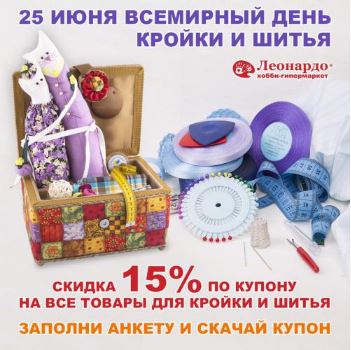 25 ИЮНЯ ВСЕМИРНЫЙ ДЕНЬ
КРОЙКИ И ШИТЬЯ
Леонардо®
хобби-гипермаркет
СКИДКА 15% ПО КУПОНУ
НА ВСЕ ТОВАРЫ ДЛЯ КРОЙКИ И ШИТЬЯ
ЗАПОЛНИ АНКЕТУ И СКАЧАЙ КУПОН